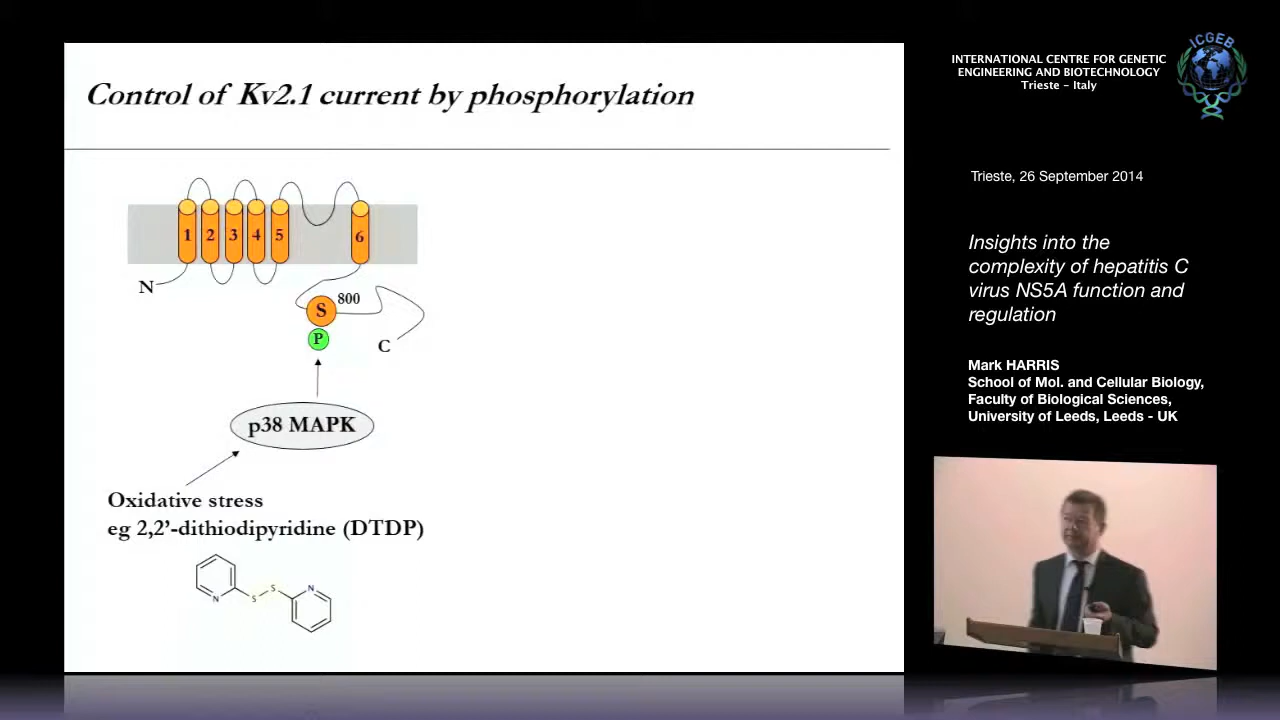 Control of Kv2.1 current by phosphorylation
1 2 3 4 5 6
N
S 800
P
C
p38 MAPK
Oxidative stress
eg 2,2’-dithiodipyridine (DTDP)
N S S N
INTERNATIONAL CENTRE FOR GENETIC
ENGINEERING AND BIOTECHNOLOGY
Trieste - Italy
ICGEB
Trieste, 26 September 2014
Insights into the
complexity of hepatitis C
virus NS5A function and
regulation
Mark HARRIS
School of Mol. and Cellular Biology,
Faculty of Biological Sciences,
University of Leeds, Leeds - UK